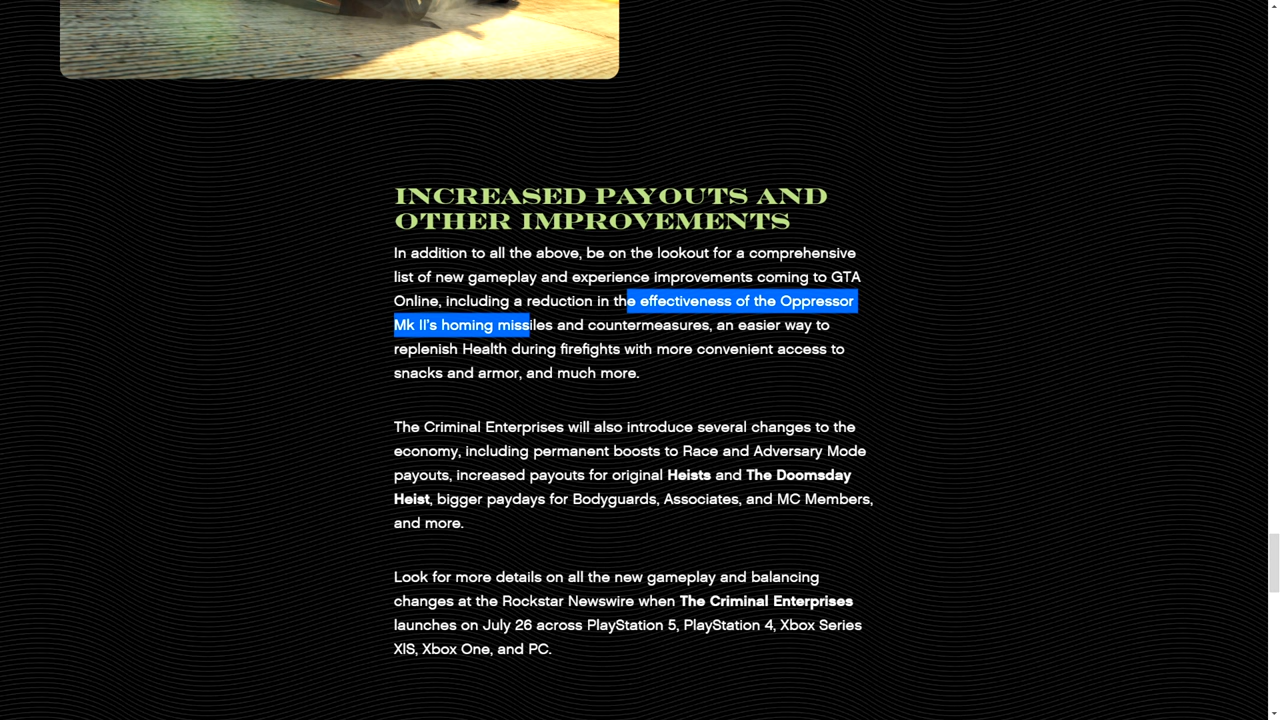 INCREASED PAYOUTS AND
OTHER IMPROVEMENTS
In addition to all the above, be on the lookout for a comprehensive
list of new gameplay and experience improvements coming to GTA
Online, including a reduction in the effectiveness of the Oppressor
Mk II's homing missiles and countermeasures, an easier way to
replenish Health during firefights with more convenient access to
snacks and armor, and much more.
The Criminal Enterprises will also introduce several changes to the
economy, including permanent boosts to Race and Adversary Mode
payouts, increased payouts for original Heists and The Doomsday
Heist, bigger paydays for Bodyguards, Associates, and MC Members,
and more.
Look for more details on all the new gameplay and balancing
changes at the Rockstar Newswire when The Criminal Enterprises
launches on July 26 across PlayStation 5, PlayStation 4, Xbox Series
X|S, Xbox One, and PC.